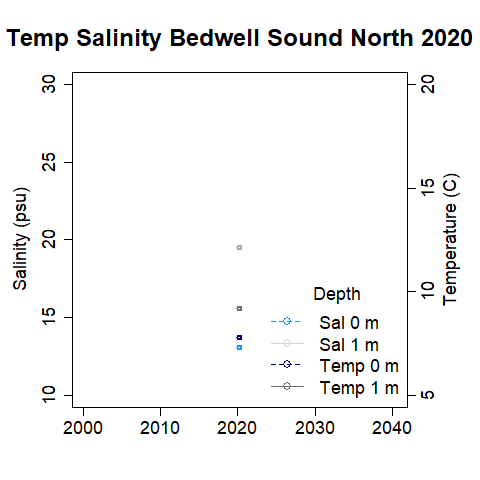 Temp Salinity Bedwell Sound North 2020
30
25
20
15
10
Salinity (psu)
20
15
10
5
Temperature (C)
Depth
Sal 0 m
Sal 1 m
Temp 0 m
Temp 1 m
2000
2010
2020
2030
2040